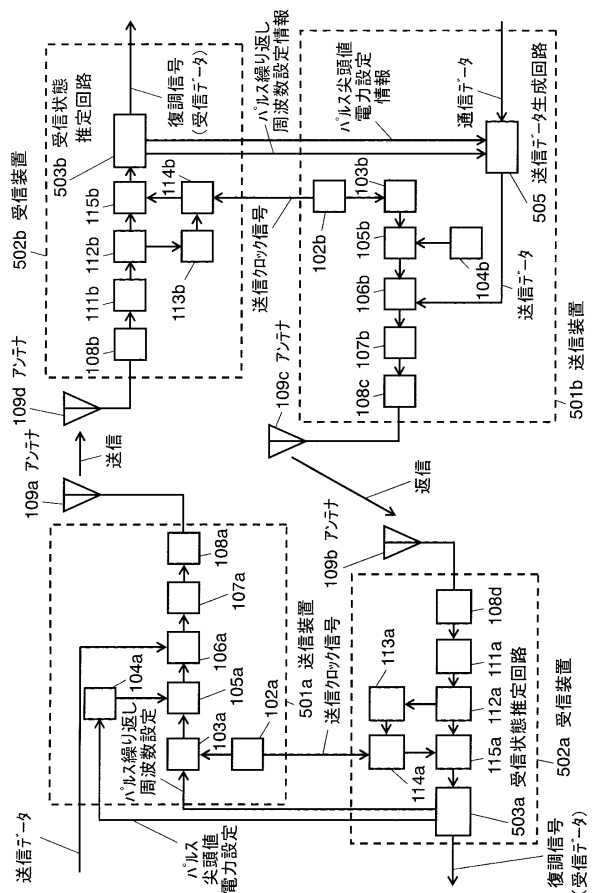 送信データ
パルス
尖頭値
電力設定
パルス繰り返し
周波数設定
104a
103a
105a
106a
107a
108a
102a
501a 送信装置
送信クロック信号
109a アンテナ
送信
109d アンテナ
502b 受信装置
108b
111b
112b
113b
114b
115b
503b
受信状態
推定回路
復調信号
(受信データ)
パルス繰り返し
周波数設定情報
パルス尖頭値
電力設定
情報
通信データ
送信クロック信号
102b
103b
105b
104b
106b
107b
108c
送信データ
505 送信データ生成回路
501b 送信装置
109c アンテナ
返信
109b アンテナ
108d
111a
112a
113a
114a
115a
受信状態推定回路
503a
502a 受信装置
復調信号
(受信データ)